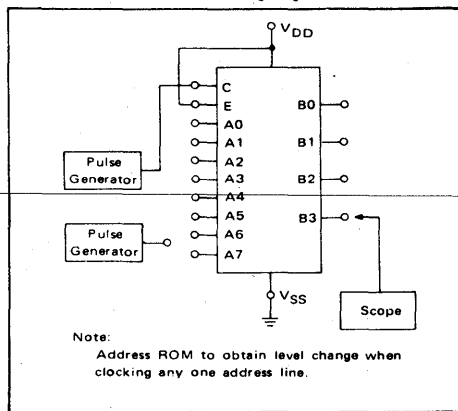 VDD
C
E
B0
A0
A1
B1
Pulse
Generator
A2
A3
B2
A4
Pulse
Generator
A5
B3
A6
A7
VSS
Scope
Note:
Address ROM to obtain level change when
clocking any one address line.